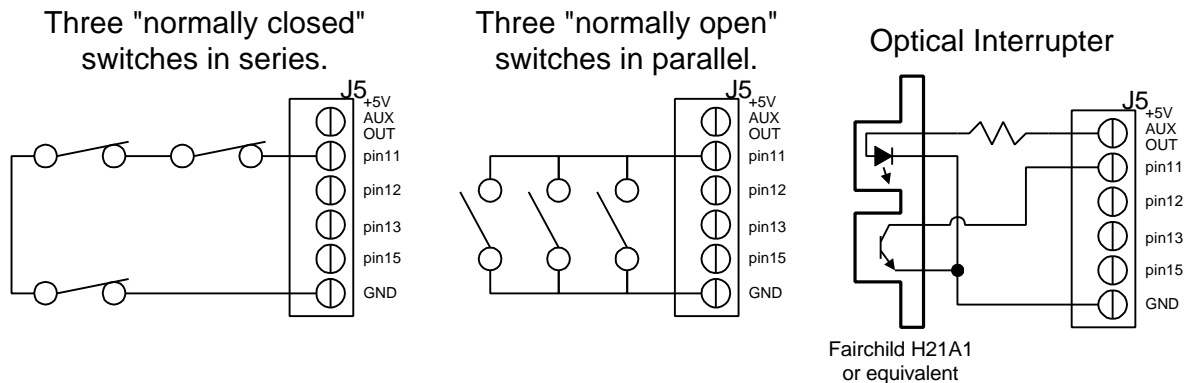 Three "normally closed"
switches in series.
J5
+5V
AUX
OUT
pin11
pin12
pin13
pin15
GND
Three "normally open"
switches in parallel.
J5
+5V
AUX
OUT
pin11
pin12
pin13
pin15
GND
Optical Interrupter
J5
+5V
AUX
OUT
pin11
pin12
pin13
pin15
GND
Fairchild H21A1
or equivalent